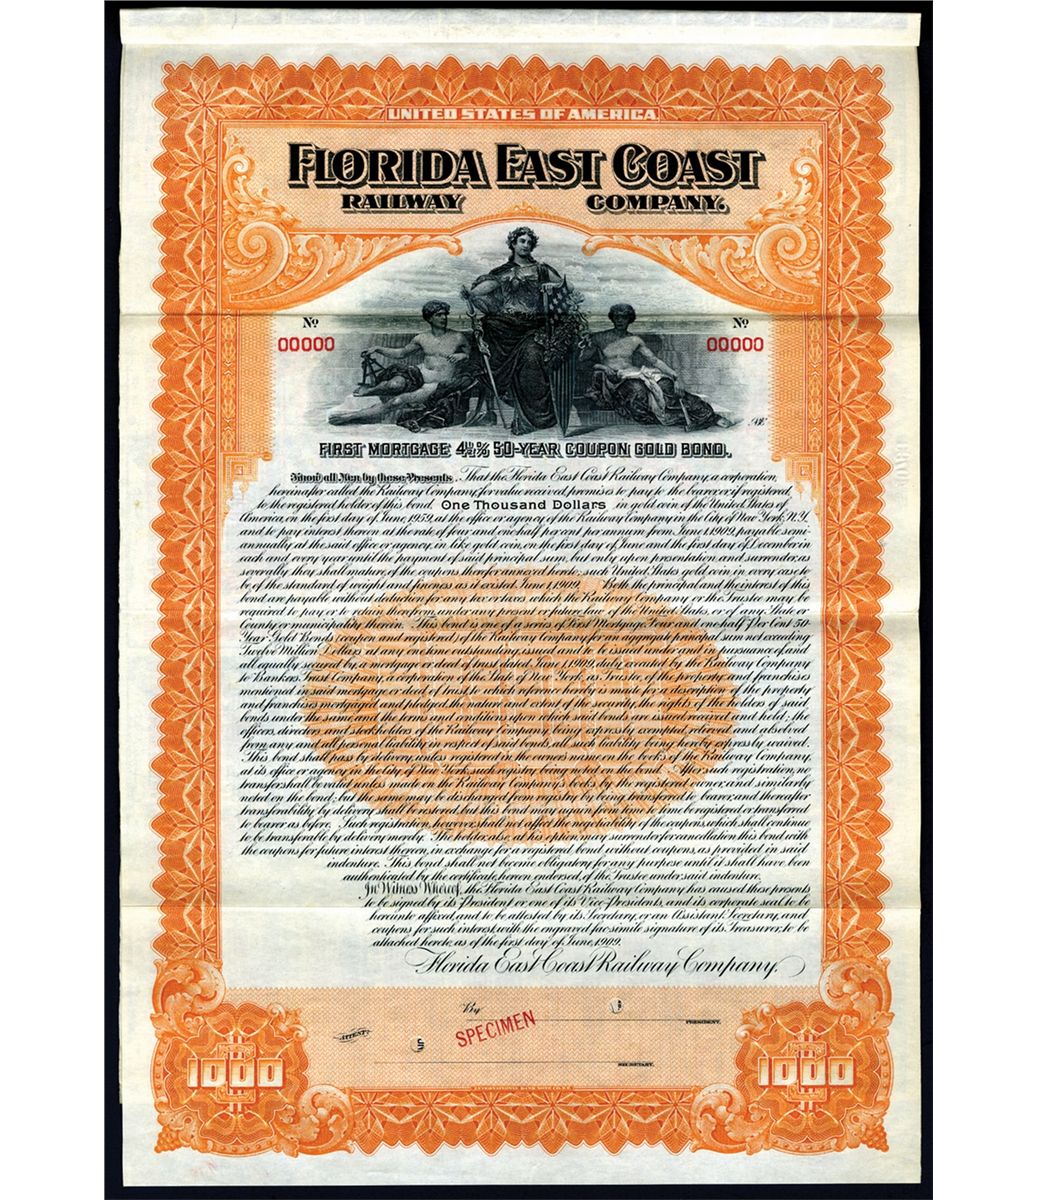 UNITED STATES OF AMERICA
FLORIDA EAST COAST
RAILWAY COMPANY.
No No
00000 00000
FIRST MORTGAGE 4½% 50-YEAR COUPON GOLD BOND.
Know all Men by these Presents, That the Florida East Coast Railway Company, a corporation,
hereinafter called the Railway Company, for value received, promises to pay to the bearer, or if registered,
to the registered holder of this bond, One Thousand Dollars in gold coin of the United States of
America, on the first day of June, 1959, at the office or agency of the Railway Company in the City of New York, N.Y.
and to pay interest thereon at the rate of four and one half per cent per annum from June 1, 1909, payable semi-
annually at the said office or agency, in like gold coin, on the first day of June and the first day of December in
each and every year until the payment of said principal sum, but only upon presentation and surrender, as
severally they shall mature, of the coupons therefor annexed hereto; such United States gold coin in every case to
be of the standard of weight and fineness as it existed June 1, 1909. Both the principal and the interest of this
bond are payable without deduction for any tax or taxes which the Railway Company or the Trustee may be
required to pay or to retain therefrom under any present or future law of the United States, or of any State or
County or municipality therein. This bond is one of a series of First Mortgage Four and one half Per Cent 50-
Year Gold Bonds (coupon and registered) of the Railway Company for an aggregate principal sum not exceeding
Twelve Million Dollars at any one time outstanding, issued and to be issued under and in pursuance of, and
all equally secured by, a mortgage or deed of trust dated June 1, 1909, duly executed by the Railway Company
to Bankers Trust Company, a corporation of the State of New York, as Trustee, of the property and franchises
mentioned in said mortgage or deed of trust, to which reference hereby is made for a description of the property
and franchises mortgaged and pledged, the nature and extent of the security, the rights of the holders of said
bonds under the same, and the terms and conditions upon which said bonds are issued, secured and held; the
officers, directors and stockholders of the Railway Company being expressly exempted, released and absolved
from any and all personal liability in respect of said bonds, all such liability being hereby expressly waived.
This bond shall pass by delivery, unless registered in the owner's name on the books of the Railway Company,
at its office or agency in the City of New York, such registry being noted on the bond. After such registration, no
transfer shall be valid unless made on the Railway Company's books by the registered owner, and similarly
noted on the bond; but the same may be discharged from registry by being transferred to bearer, and thereafter
transferability by delivery shall be restored; but this bond may again from time to time be registered or transferred
to bearer as before. Such registration, however, shall not affect the negotiability of the coupons, which shall continue
to be transferable by delivery merely. The holder, also, at his option, may surrender for cancellation this bond with
the coupons for future interest thereon, in exchange for a registered bond without coupons, as provided in said
indenture. This bond shall not become obligatory for any purpose until it shall have been
authenticated by the certificate, hereon endorsed, of the Trustee under said indenture.
In Witness Whereof, the Florida East Coast Railway Company has caused these presents
to be signed by its President or one of its Vice-Presidents, and its corporate seal to be
hereunto affixed, and to be attested by its Secretary, or an Assistant Secretary, and
coupons for such interest, with the engraved facsimile signature of its Treasurer, to be
attached hereto, as of the first day of June, 1909.
Florida East Coast Railway Company.
By
PRESIDENT.
ATTEST:
SPECIMEN
SECRETARY.
1000 1000